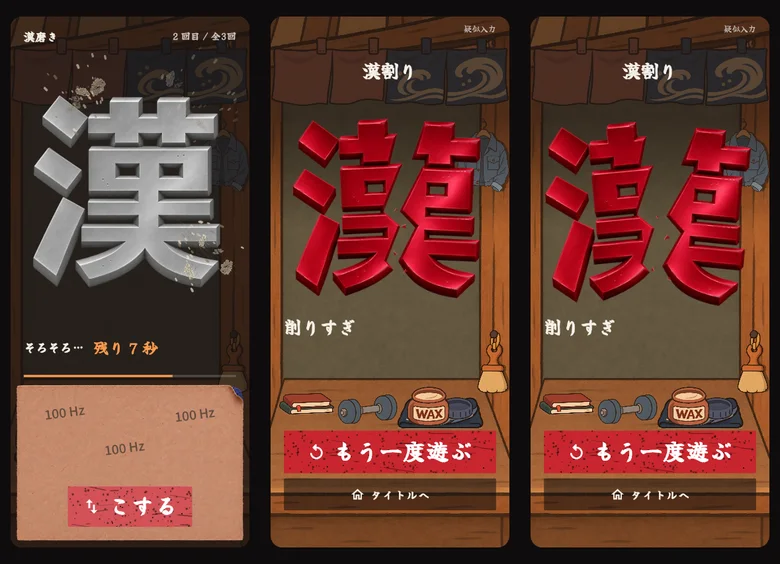 漢磨き
2回目 / 全3回
漢
そろそろ… 残り7秒
100 Hz
100 Hz
100 Hz
こする
疑似入力
漢割り
漢
削りすぎ
WAX
もう一度遊ぶ
タイトルへ
疑似入力
漢割り
漢
削りすぎ
WAX
もう一度遊ぶ
タイトルへ